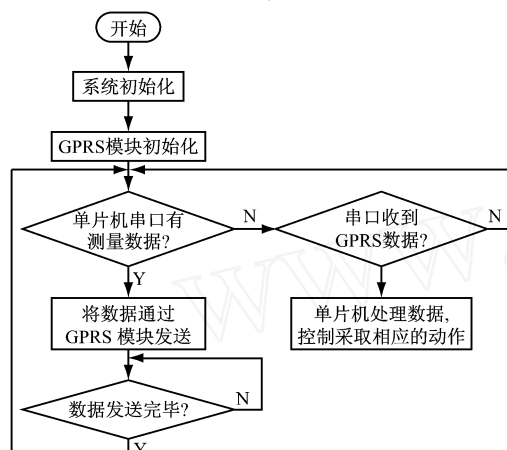 开始
系统初始化
GPRS模块初始化
单片机串口有
测量数据?
N
串口收到
GPRS数据?
N
Y
将数据通过
GPRS 模块发送
单片机处理数据,
控制采取相应的动作
数据发送完毕?
N
Y
www.